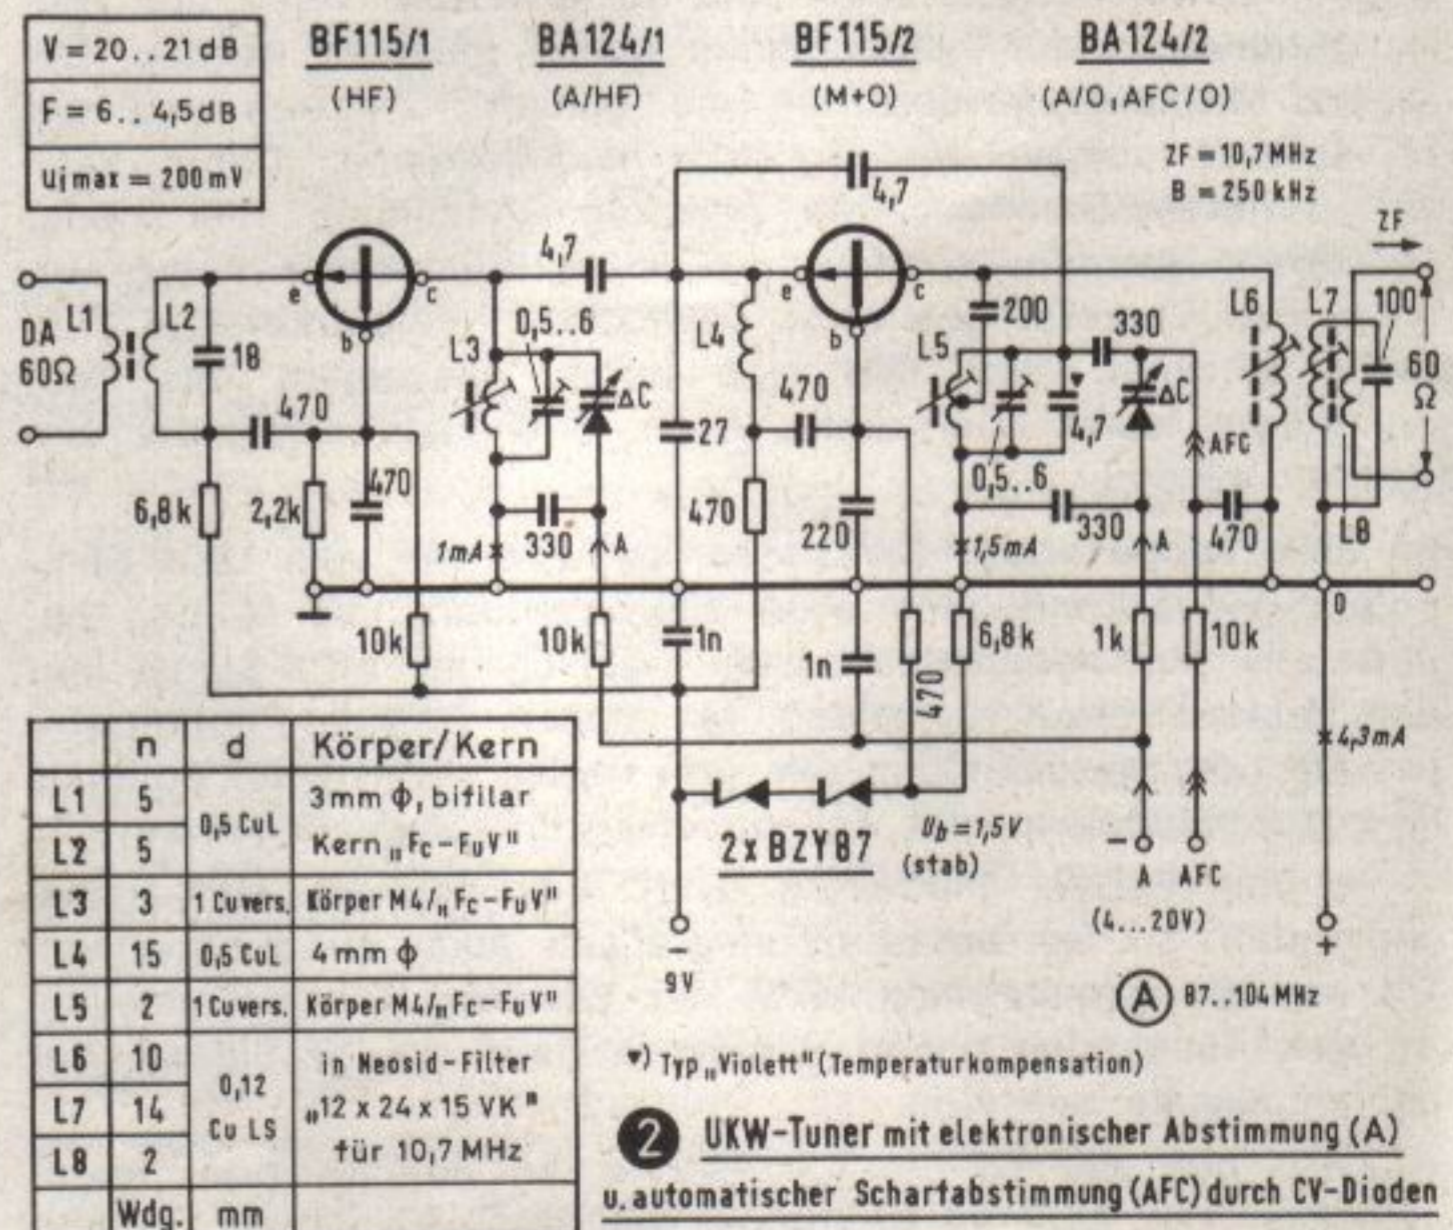 V = 20..21 dB
F = 6..4,5 dB
Ui max = 200 mV
BF115/1
(HF)
BA124/1
(A/HF)
BF115/2
(M+O)
BA124/2
(A/O, AFC/O)
ZF = 10,7 MHz
B = 250 kHz
4,7
ZF
e
c
b
4,7
e
c
b
DA
60Ω
L1
L2
18
L3
0,5..6
ΔC
L4
L5
200
330
ΔC
L6
L7
100
60
Ω
470
470
27
470
4,7
0,5..6
AFC
6,8k
2,2k
470
1mA
330
A
220
1,5mA
330
A
470
L8
0
10k
10k
1n
1n
470
6,8k
1k
10k
4,3mA
2x BZY87
Ub = 1,5V
(stab)
−
A
AFC
(4...20V)
−
9V
+
Ⓐ 87..104 MHz
n
d
Körper/Kern
L1
5
0,5 CuL
3mm ϕ, bifilar
L2
5
Kern „Fc-FuV"
L3
3
1 Cuvers.
Körper M4/„Fc-FuV"
L4
15
0,5 CuL
4mm ϕ
L5
2
1 Cuvers.
Körper M4/„Fc-FuV"
L6
10
0,12
Cu LS
in Neosid-Filter
L7
14
„12 x 24 x 15 VK"
L8
2
für 10,7 MHz
Wdg.
mm
▼) Typ „Violett" (Temperaturkompensation)
2 UKW-Tuner mit elektronischer Abstimmung (A)
u. automatischer Scharfabstimmung (AFC) durch CV-Dioden